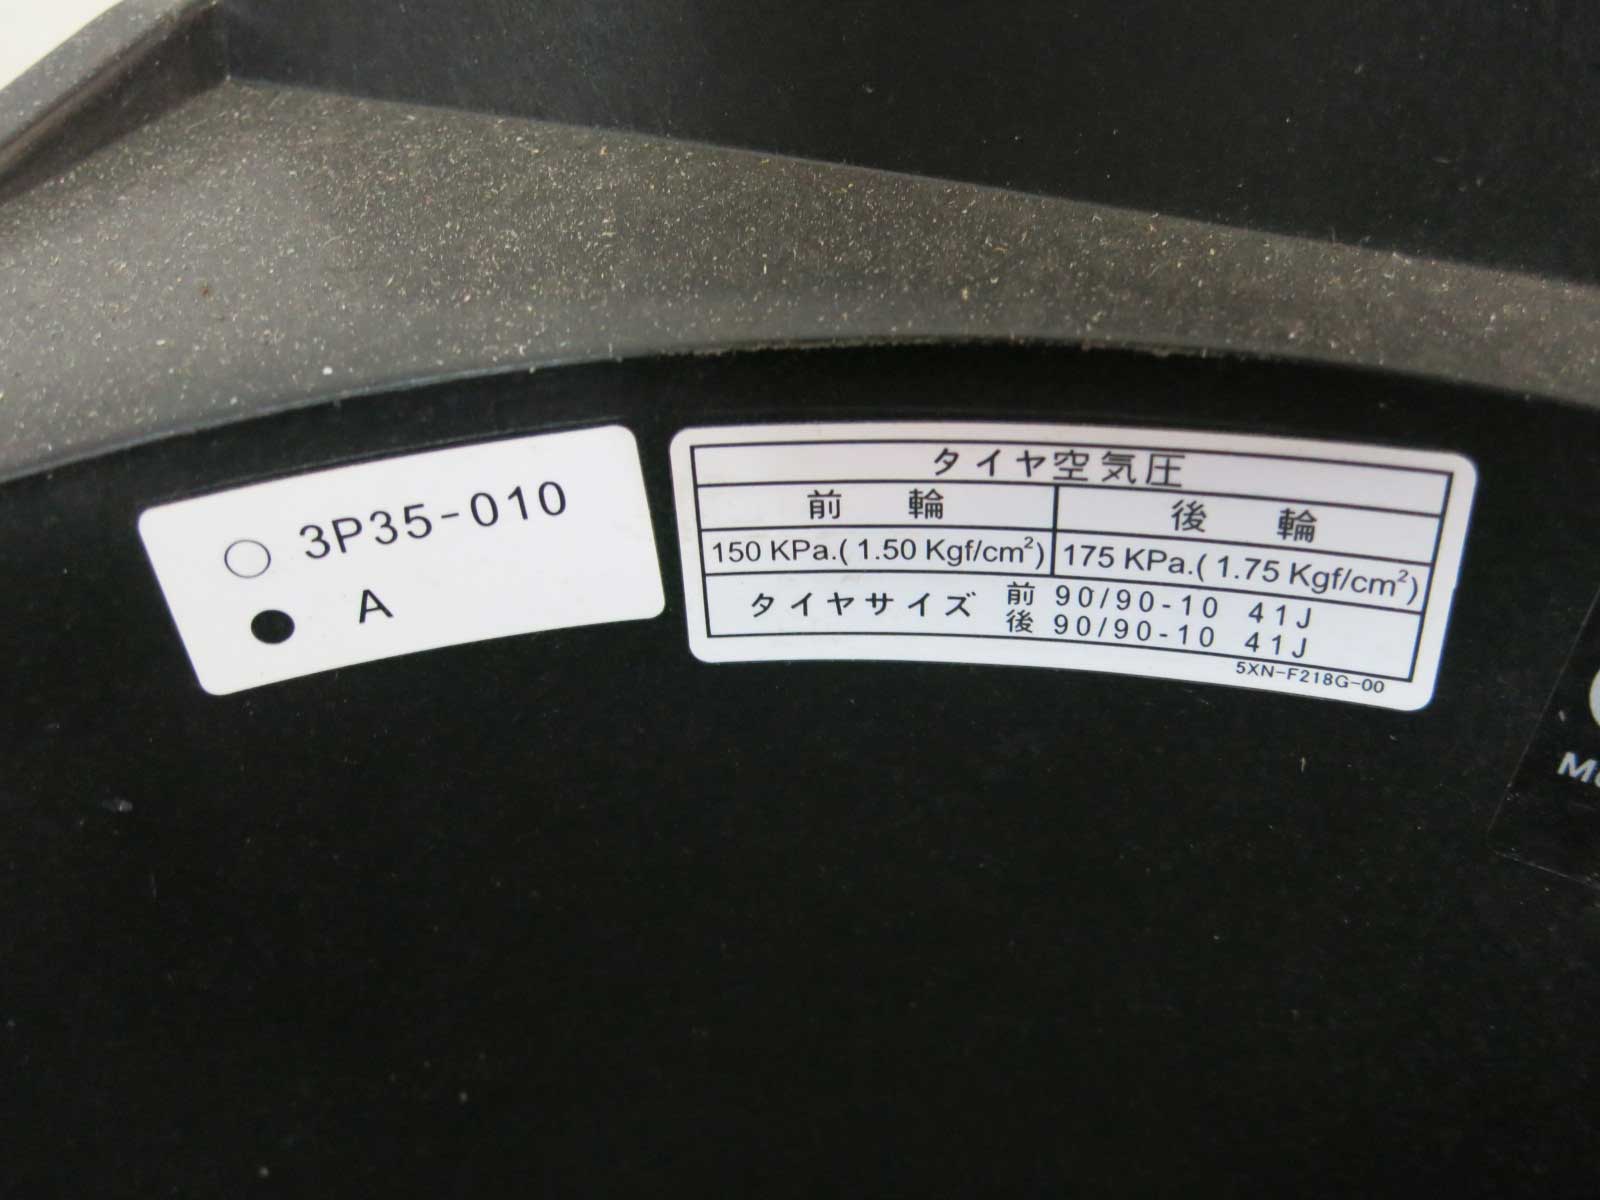 3P35-010
A
タイヤ空気圧
前 輪 後 輪
150 KPa.( 1.50 Kgf/cm²) 175 KPa.( 1.75 Kgf/cm²)
タイヤサイズ 前 90/90-10 41J
後 90/90-10 41J
5XN-F218G-00